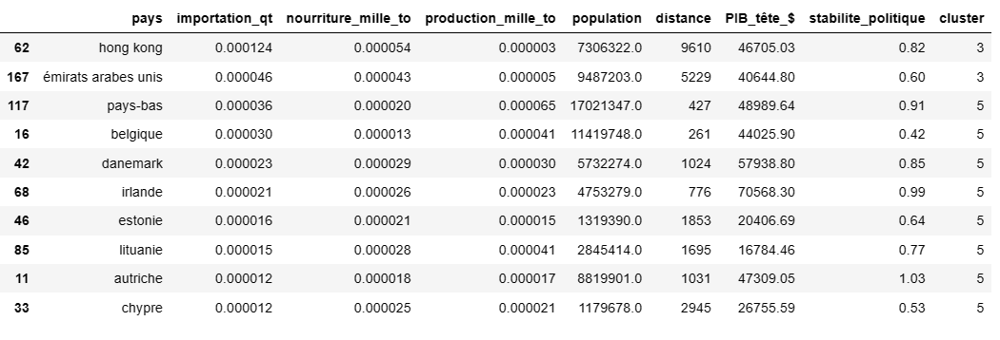 pays importation_qt nourriture_mille_to production_mille_to population distance PIB_tête_$ stabilite_politique cluster
62 hong kong 0.000124 0.000054 0.000003 7306322.0 9610 46705.03 0.82 3
167 émirats arabes unis 0.000046 0.000043 0.000005 9487203.0 5229 40644.80 0.60 3
117 pays-bas 0.000036 0.000020 0.000065 17021347.0 427 48989.64 0.91 5
16 belgique 0.000030 0.000013 0.000041 11419748.0 261 44025.90 0.42 5
42 danemark 0.000023 0.000029 0.000030 5732274.0 1024 57938.80 0.85 5
68 irlande 0.000021 0.000026 0.000023 4753279.0 776 70568.30 0.99 5
46 estonie 0.000016 0.000021 0.000015 1319390.0 1853 20406.69 0.64 5
85 lituanie 0.000015 0.000028 0.000041 2845414.0 1695 16784.46 0.77 5
11 autriche 0.000012 0.000018 0.000017 8819901.0 1031 47309.05 1.03 5
33 chypre 0.000012 0.000025 0.000021 1179678.0 2945 26755.59 0.53 5